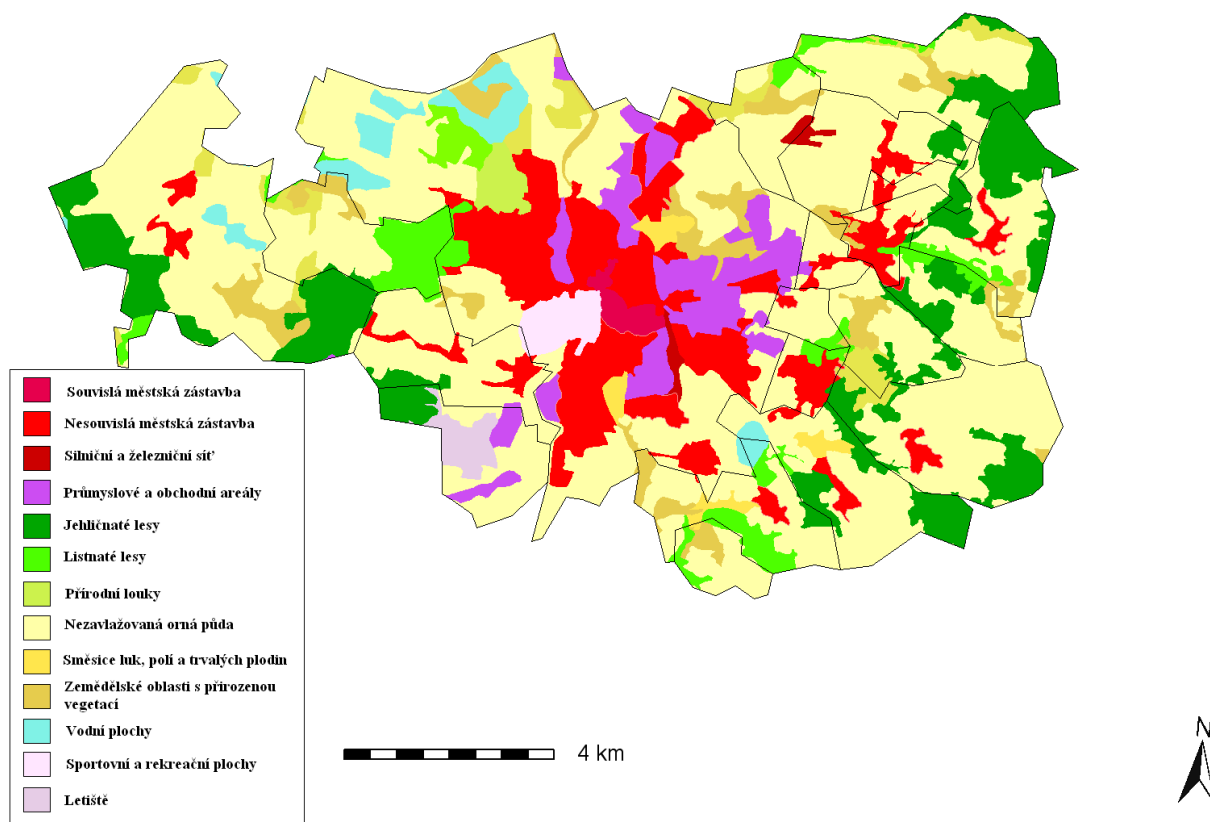 Souvislá městská zástavba
Nesouvislá městská zástavba
Silniční a železniční síť
Průmyslové a obchodní areály
Jehličnaté lesy
Listnaté lesy
Přírodní louky
Nezavlažovaná orná půda
Směsice luk, polí a trvalých plodin
Zemědělské oblasti s přirozenou
vegetací
Vodní plochy
Sportovní a rekreační plochy
Letiště
4 km
N